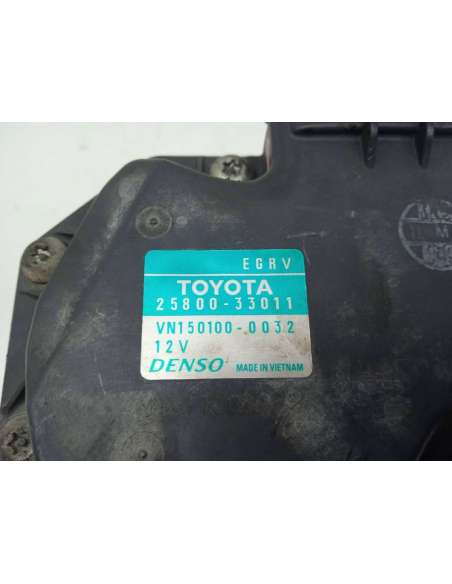 EGRV
TOYOTA
25800-33011
VN150100-0032
12V
DENSO MADE IN VIETNAM